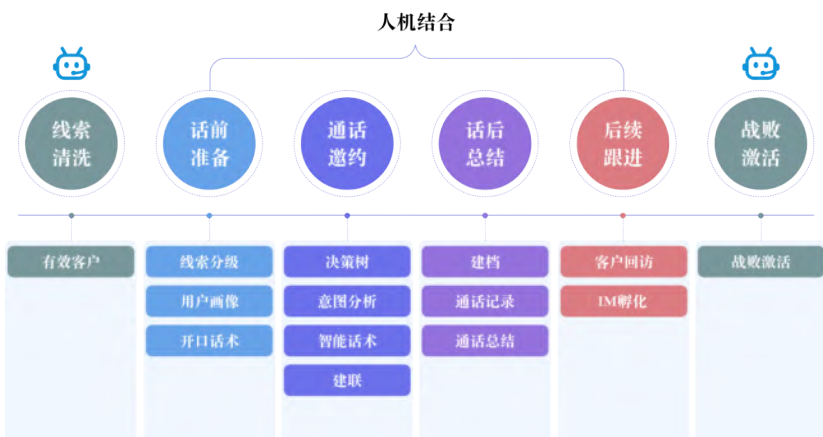 人机结合
线索
清洗
话前
准备
通话
邀约
话后
总结
后续
跟进
战败
激活
有效客户
线索分级
用户画像
开口话术
决策树
意图分析
智能话术
建联
建档
通话记录
通话总结
客户回访
IM孵化
战败激活